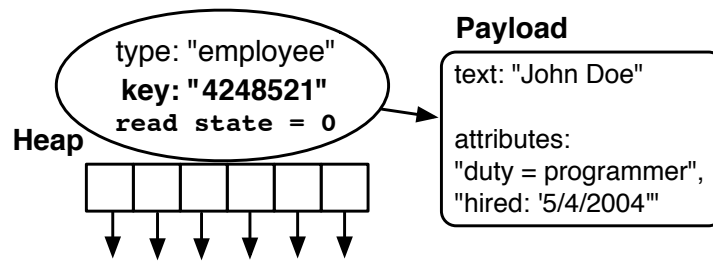 type: "employee"
key: "4248521"
read state = 0
Heap
Payload
text: "John Doe"
attributes:
"duty = programmer",
"hired: '5/4/2004'"